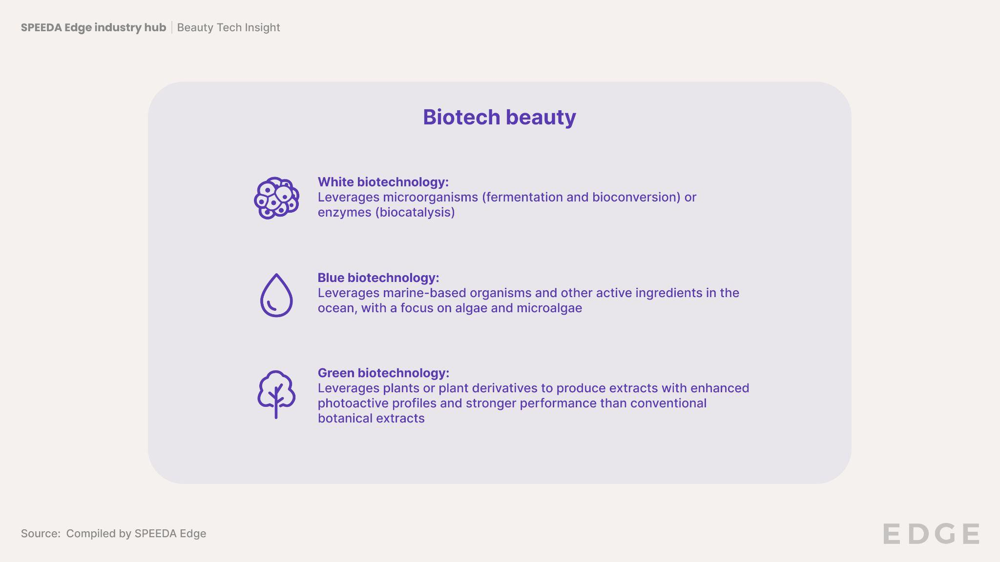 SPEEDA Edge industry hub | Beauty Tech Insight
Biotech beauty
White biotechnology:
Leverages microorganisms (fermentation and bioconversion) or
enzymes (biocatalysis)
Blue biotechnology:
Leverages marine-based organisms and other active ingredients in the
ocean, with a focus on algae and microalgae
Green biotechnology:
Leverages plants or plant derivatives to produce extracts with enhanced
photoactive profiles and stronger performance than conventional
botanical extracts
Source: Compiled by SPEEDA Edge
EDGE